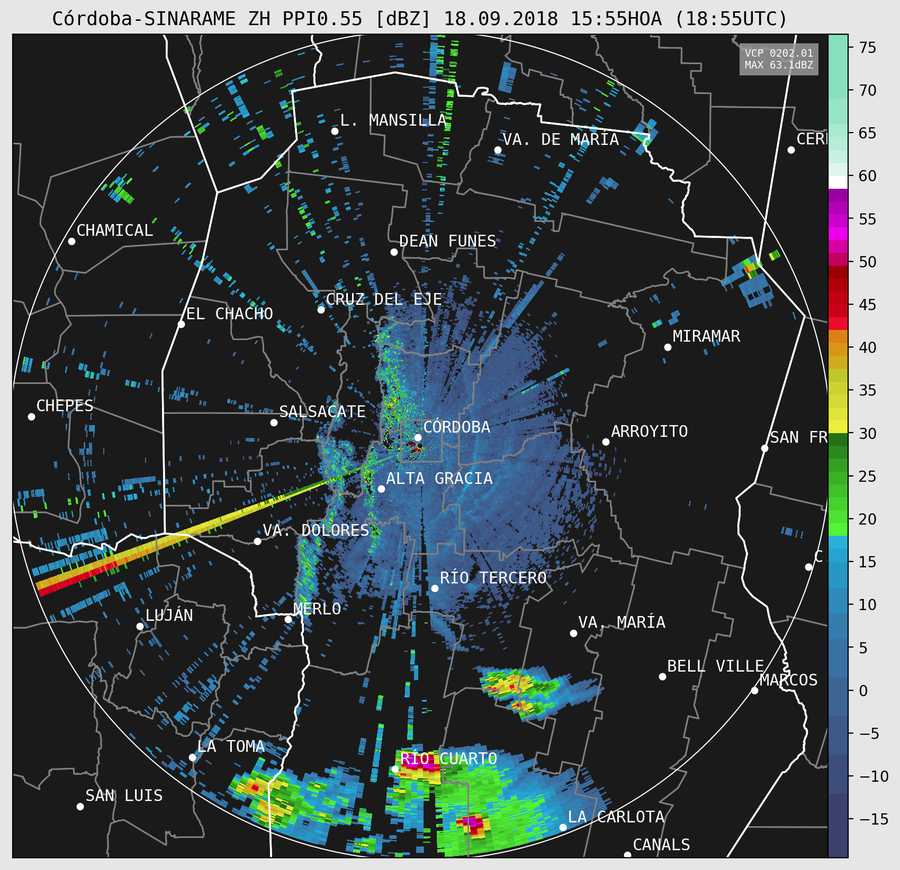 Córdoba-SINARAME ZH PPI0.55 [dBZ] 18.09.2018 15:55HOA (18:55UTC)
VCP 0202.01
MAX 63.1dBZ
75
70
65
60
55
50
45
40
35
30
25
20
15
10
5
0
−5
−10
−15
L. MANSILLA
VA. DE MARÍA
CER
CHAMICAL
DEAN FUNES
CRUZ DEL EJE
EL CHACHO
MIRAMAR
CHEPES
SALSACATE
CÓRDOBA
ARROYITO
SAN FR
ALTA GRACIA
VA. DOLORES
C
RÍO TERCERO
MERLO
LUJÁN
VA. MARÍA
BELL VILLE
MARCOS
LA TOMA
RÍO CUARTO
SAN LUIS
LA CARLOTA
CANALS